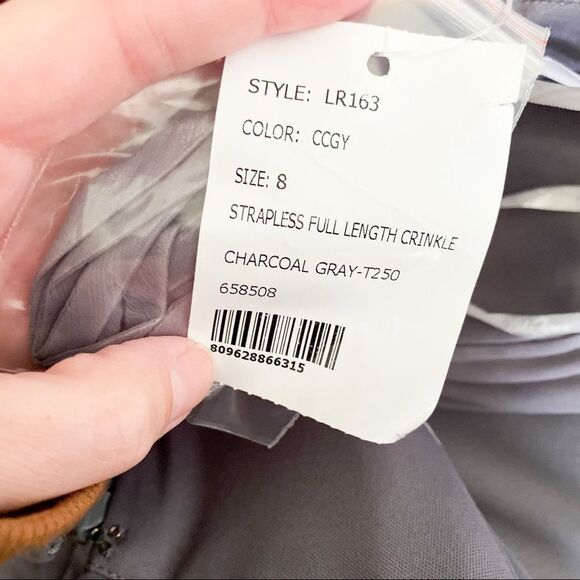 STYLE: LR163
COLOR: CCGY
SIZE: 8
STRAPLESS FULL LENGTH CRINKLE
CHARCOAL GRAY-T250
658508
809628866315